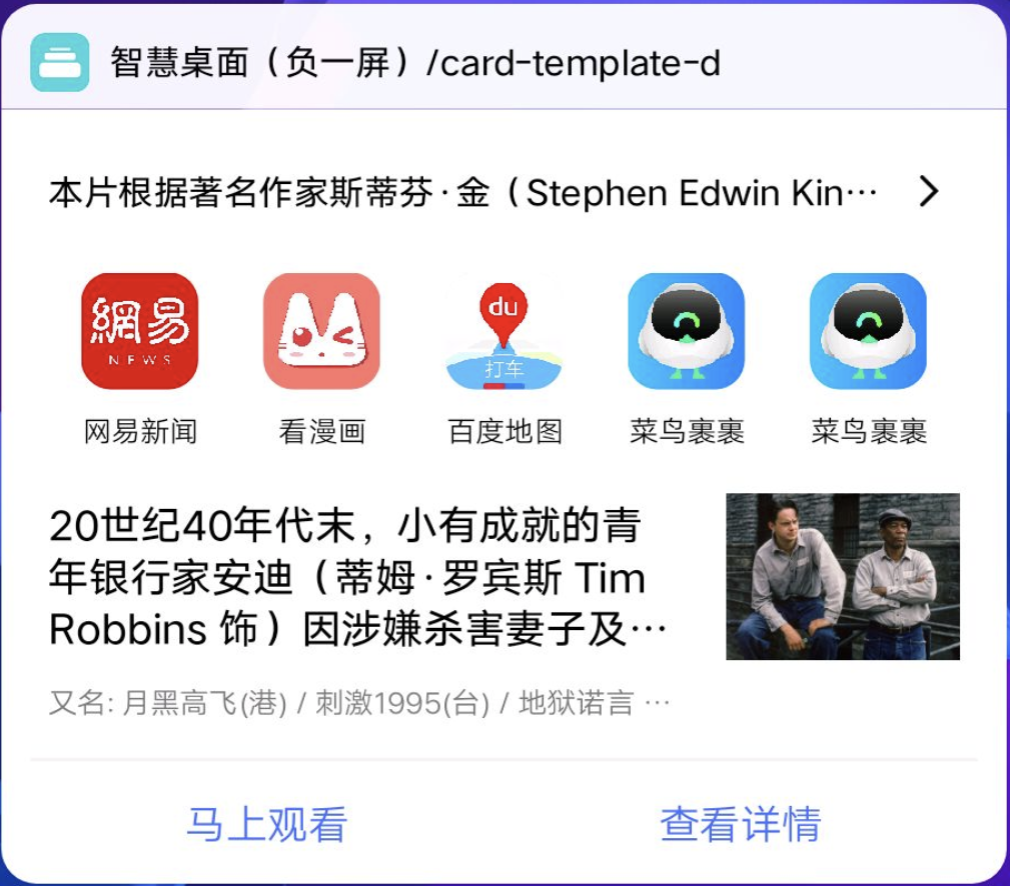 智慧桌面（负一屏）/card-template-d
本片根据著名作家斯蒂芬·金（Stephen Edwin Kin…
網易
NEWS
du
打车
网易新闻 看漫画 百度地图 菜鸟裹裹 菜鸟裹裹
20世纪40年代末，小有成就的青
年银行家安迪（蒂姆·罗宾斯 Tim
Robbins 饰）因涉嫌杀害妻子及…
又名: 月黑高飞(港) / 刺激1995(台) / 地狱诺言 …
马上观看 查看详情